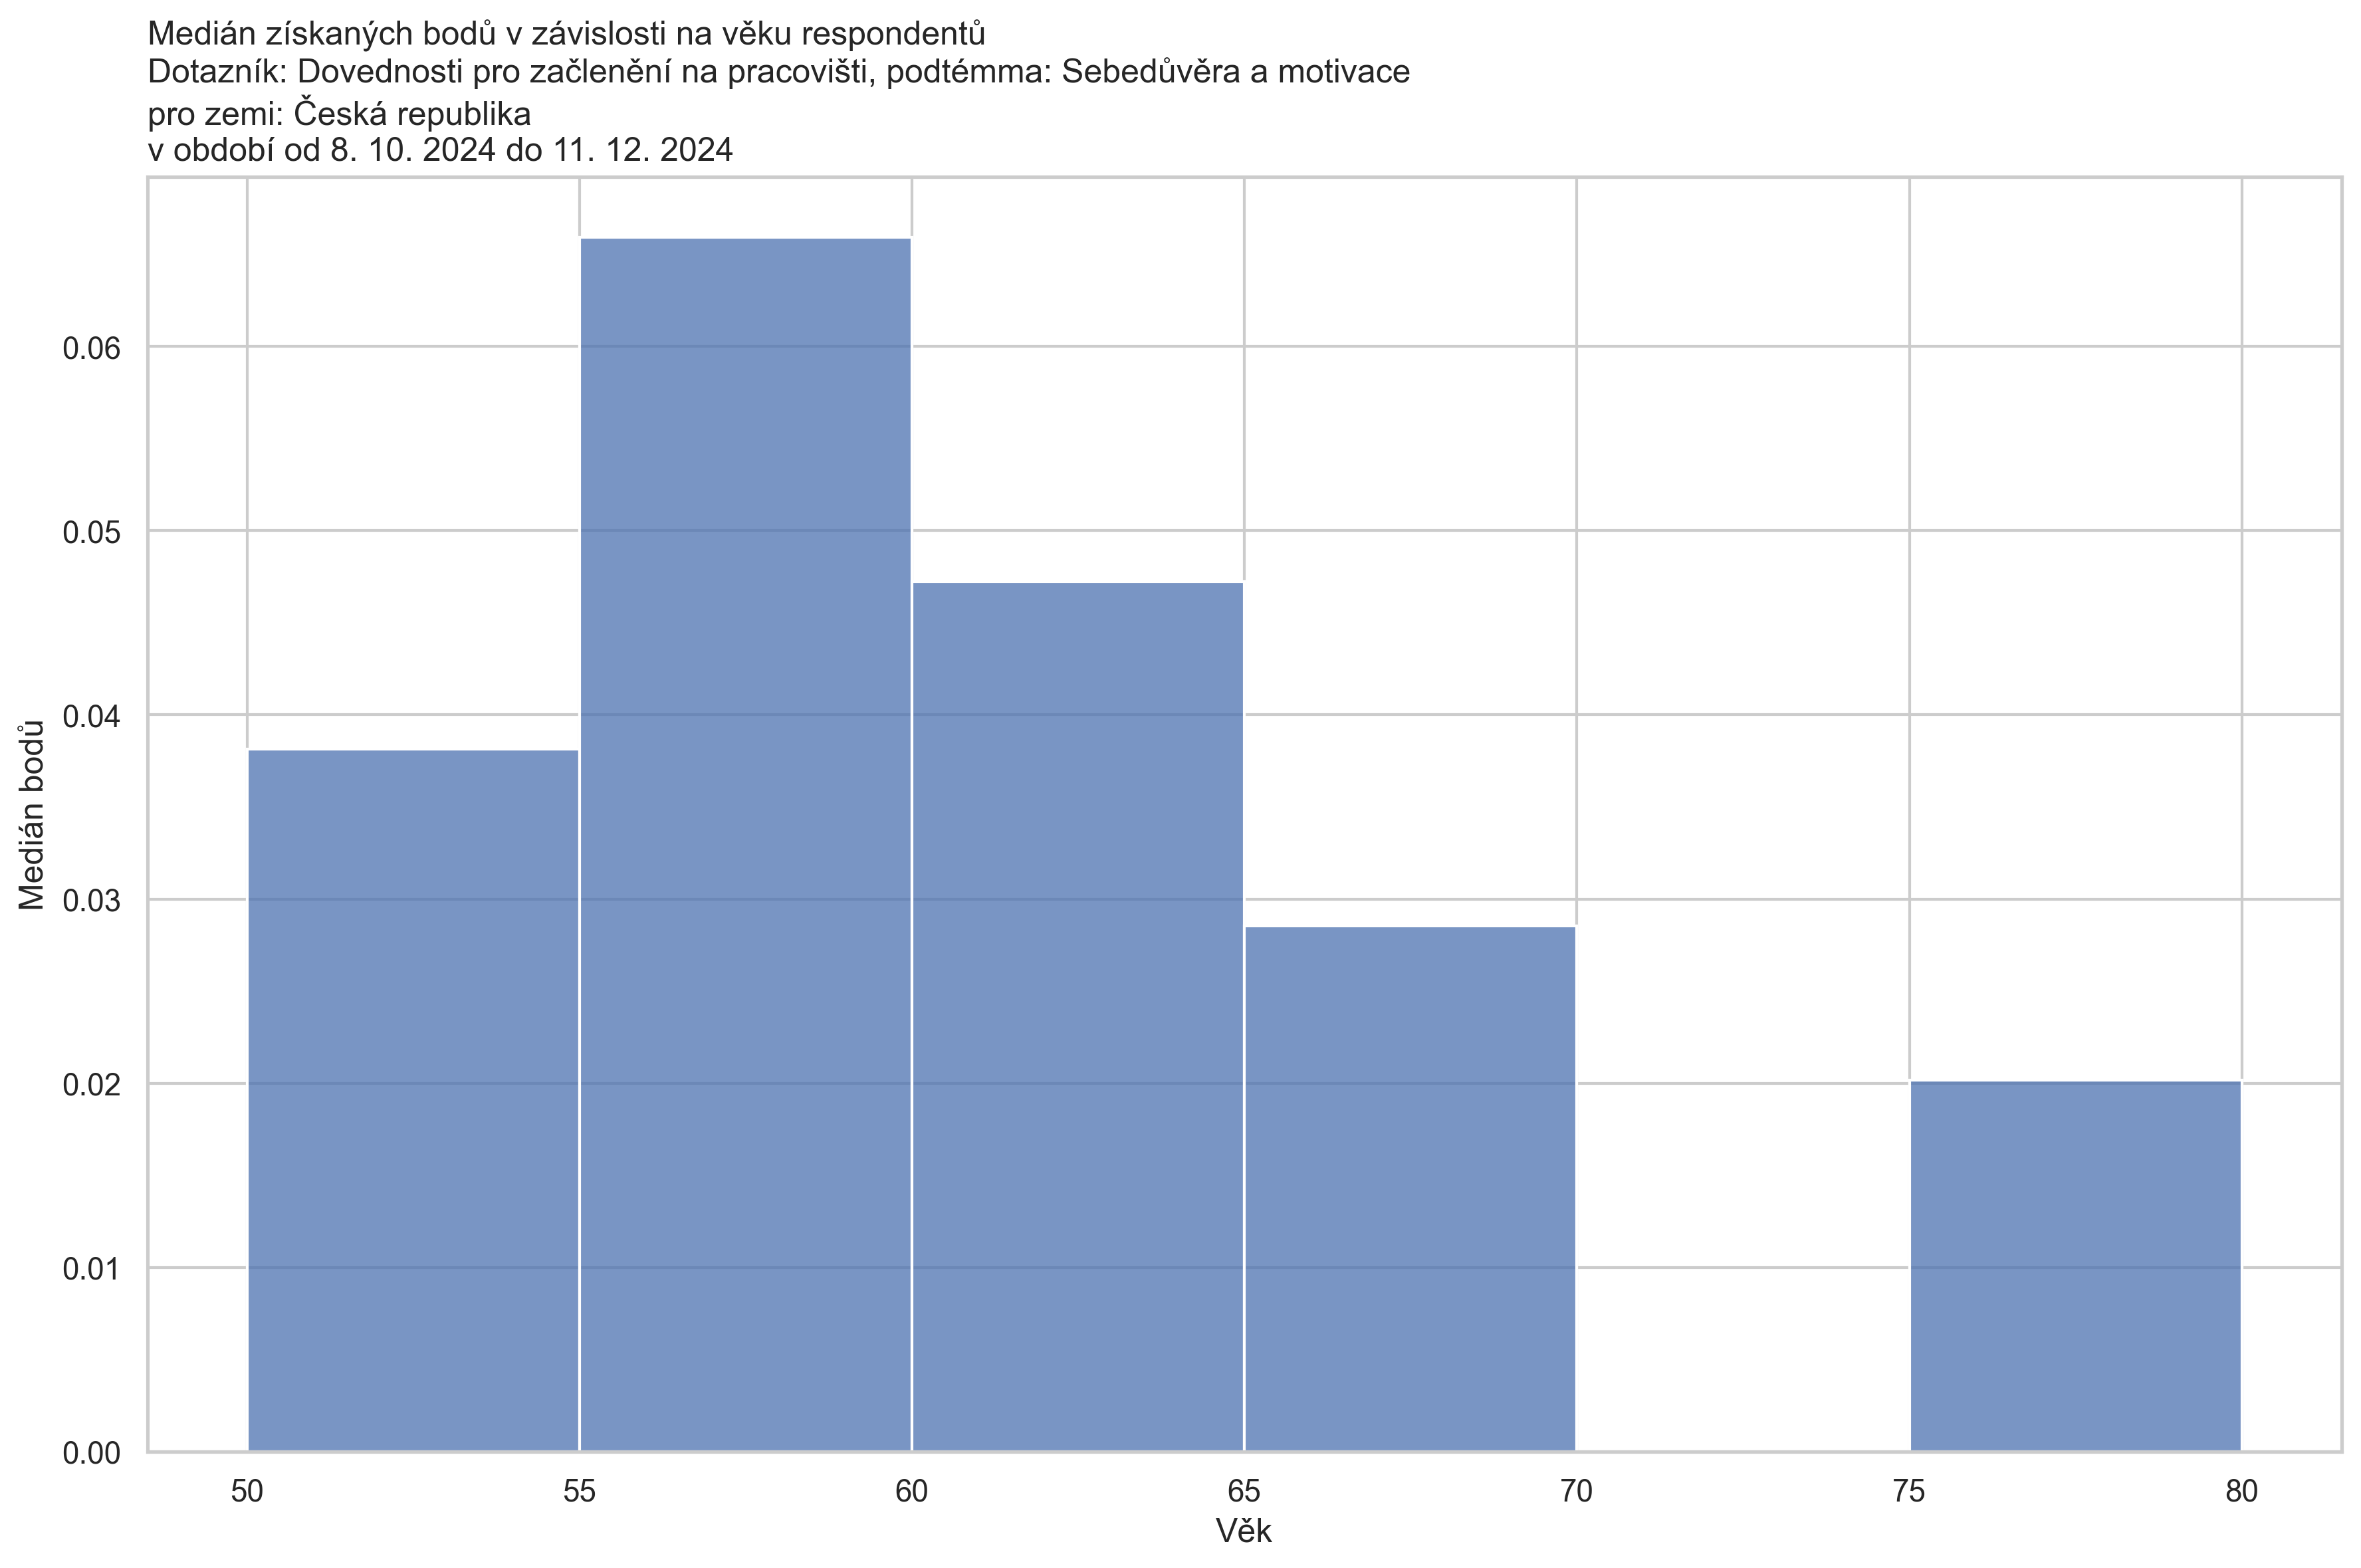 Medián získaných bodů v závislosti na věku respondentů
Dotazník: Dovednosti pro začlenění na pracovišti, podtémma: Sebedůvěra a motivace
pro zemi: Česká republika
v období od 8. 10. 2024 do 11. 12. 2024
0.06
0.05
0.04
0.03
0.02
0.01
0.00
Medián bodů
50 55 60 65 70 75 80
Věk